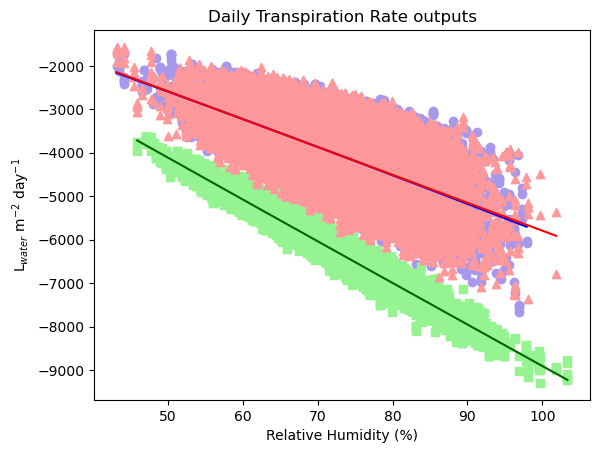 Daily Transpiration Rate outputs
L_water m^-2 day^-1
−2000
−3000
−4000
−5000
−6000
−7000
−8000
−9000
50 60 70 80 90 100
Relative Humidity (%)